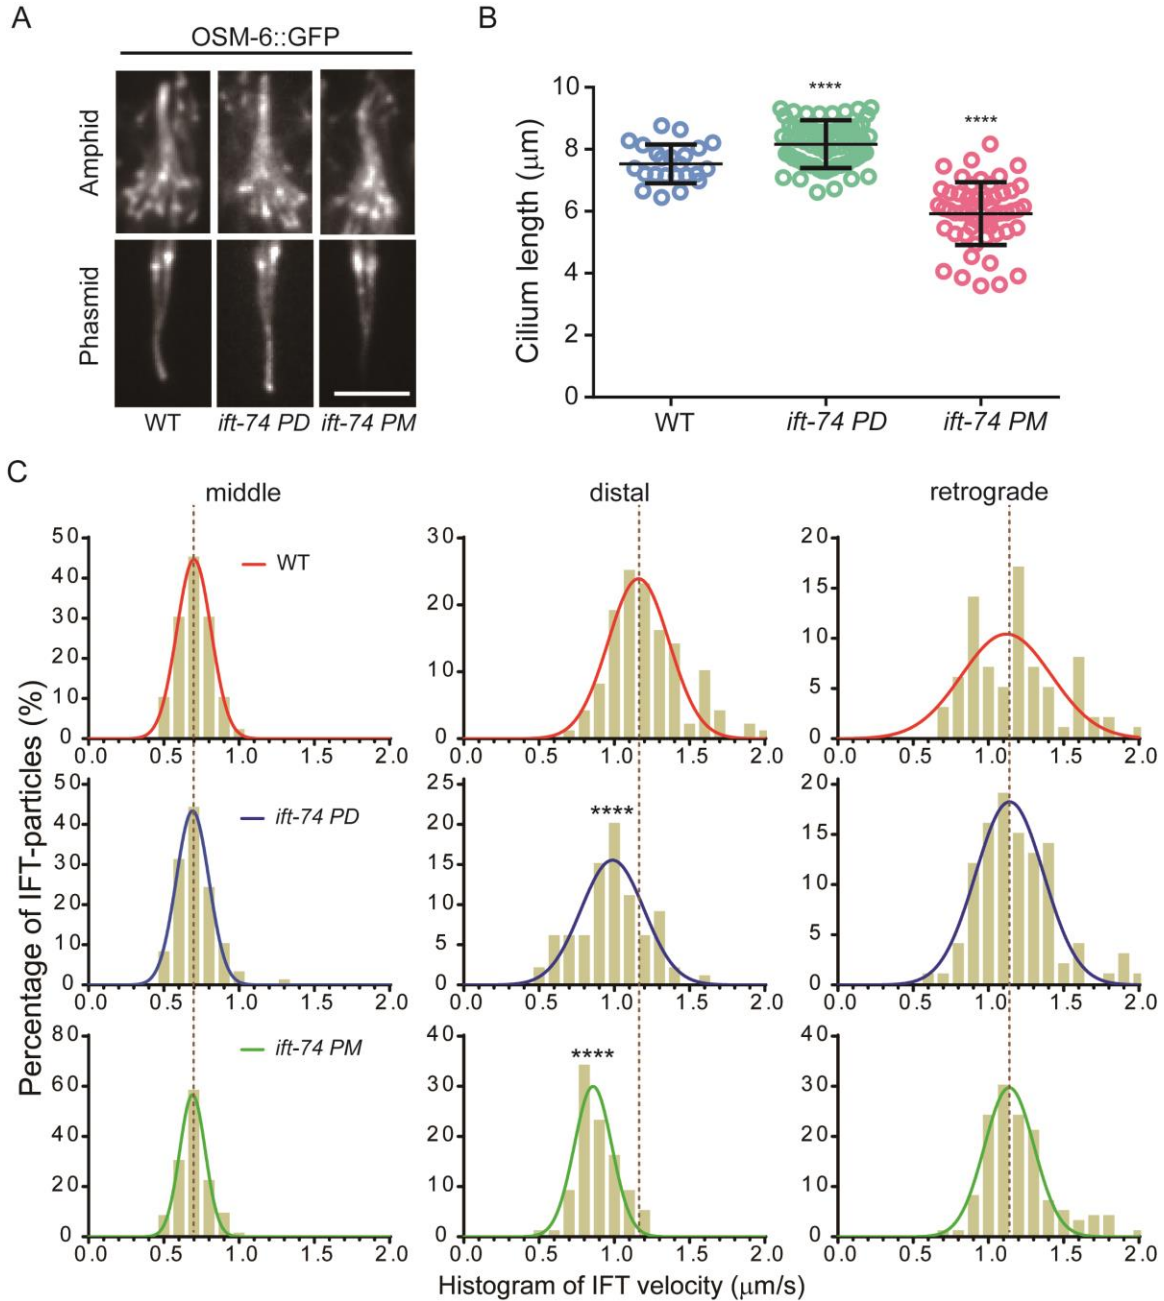 A
OSM-6::GFP
Amphid
Phasmid
WT
ift-74 PD
ift-74 PM
B
Cilium length (μm)
10
8
6
4
2
0
****
****
WT
ift-74 PD
ift-74 PM
C
middle
distal
retrograde
Percentage of IFT-particles (%)
50
40
30
20
10
0
WT
0.0 0.5 1.0 1.5 2.0
30
20
10
0
0.0 0.5 1.0 1.5 2.0
20
15
10
5
0
0.0 0.5 1.0 1.5 2.0
50
40
30
20
10
0
ift-74 PD
0.0 0.5 1.0 1.5 2.0
25
20
15
10
5
0
****
0.0 0.5 1.0 1.5 2.0
20
15
10
5
0
0.0 0.5 1.0 1.5 2.0
80
60
40
20
0
ift-74 PM
0.0 0.5 1.0 1.5 2.0
40
30
20
10
0
****
0.0 0.5 1.0 1.5 2.0
40
30
20
10
0
0.0 0.5 1.0 1.5 2.0
Histogram of IFT velocity (μm/s)